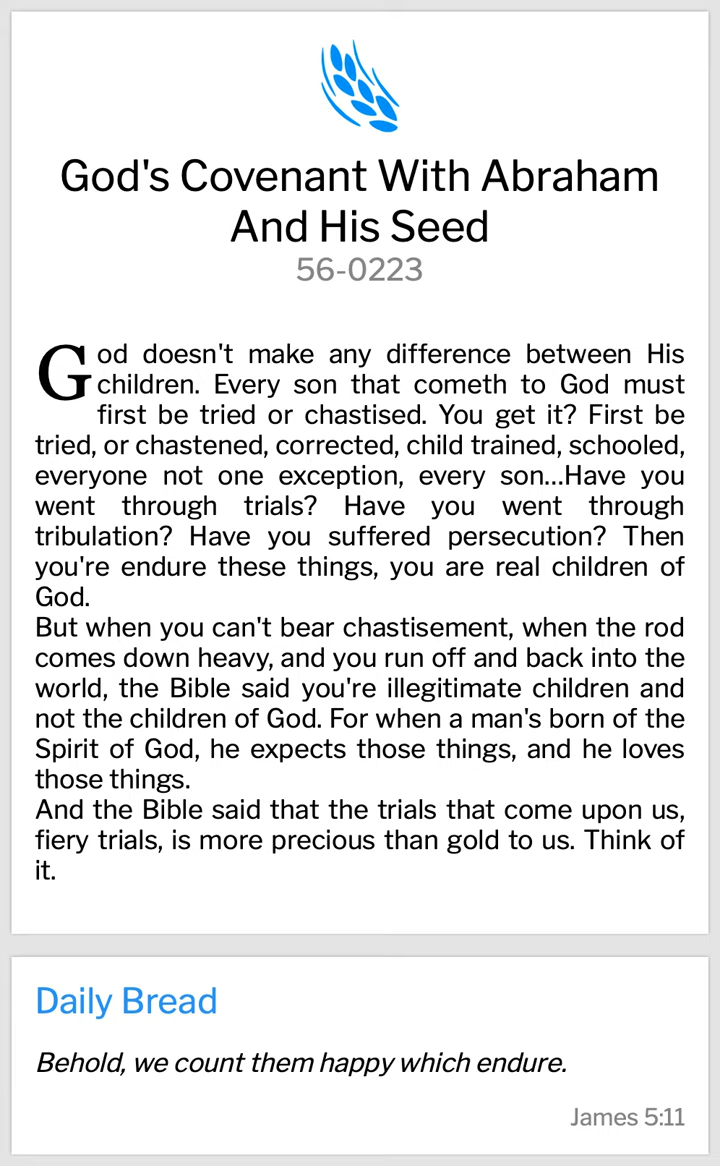 God's Covenant With Abraham
And His Seed
56-0223
God doesn't make any difference between His
children. Every son that cometh to God must
first be tried or chastised. You get it? First be
tried, or chastened, corrected, child trained, schooled,
everyone not one exception, every son...Have you
went through trials? Have you went through
tribulation? Have you suffered persecution? Then
you're endure these things, you are real children of
God.
But when you can't bear chastisement, when the rod
comes down heavy, and you run off and back into the
world, the Bible said you're illegitimate children and
not the children of God. For when a man's born of the
Spirit of God, he expects those things, and he loves
those things.
And the Bible said that the trials that come upon us,
fiery trials, is more precious than gold to us. Think of
it.
Daily Bread
Behold, we count them happy which endure.
James 5:11